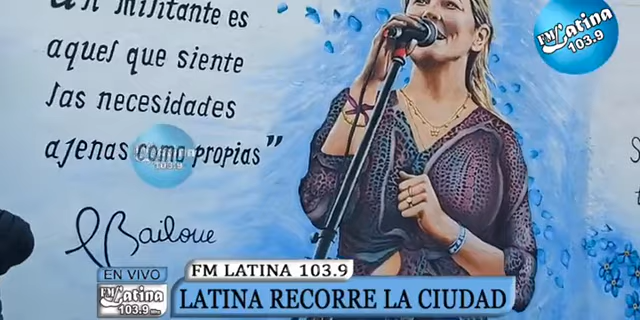 un militante es
aquel que siente
las necesidades
ajenas como propias”
FM Latina
103.9
EN VIVO
FM LATINA 103.9
FM Latina
103.9
LATINA RECORRE LA CIUDAD